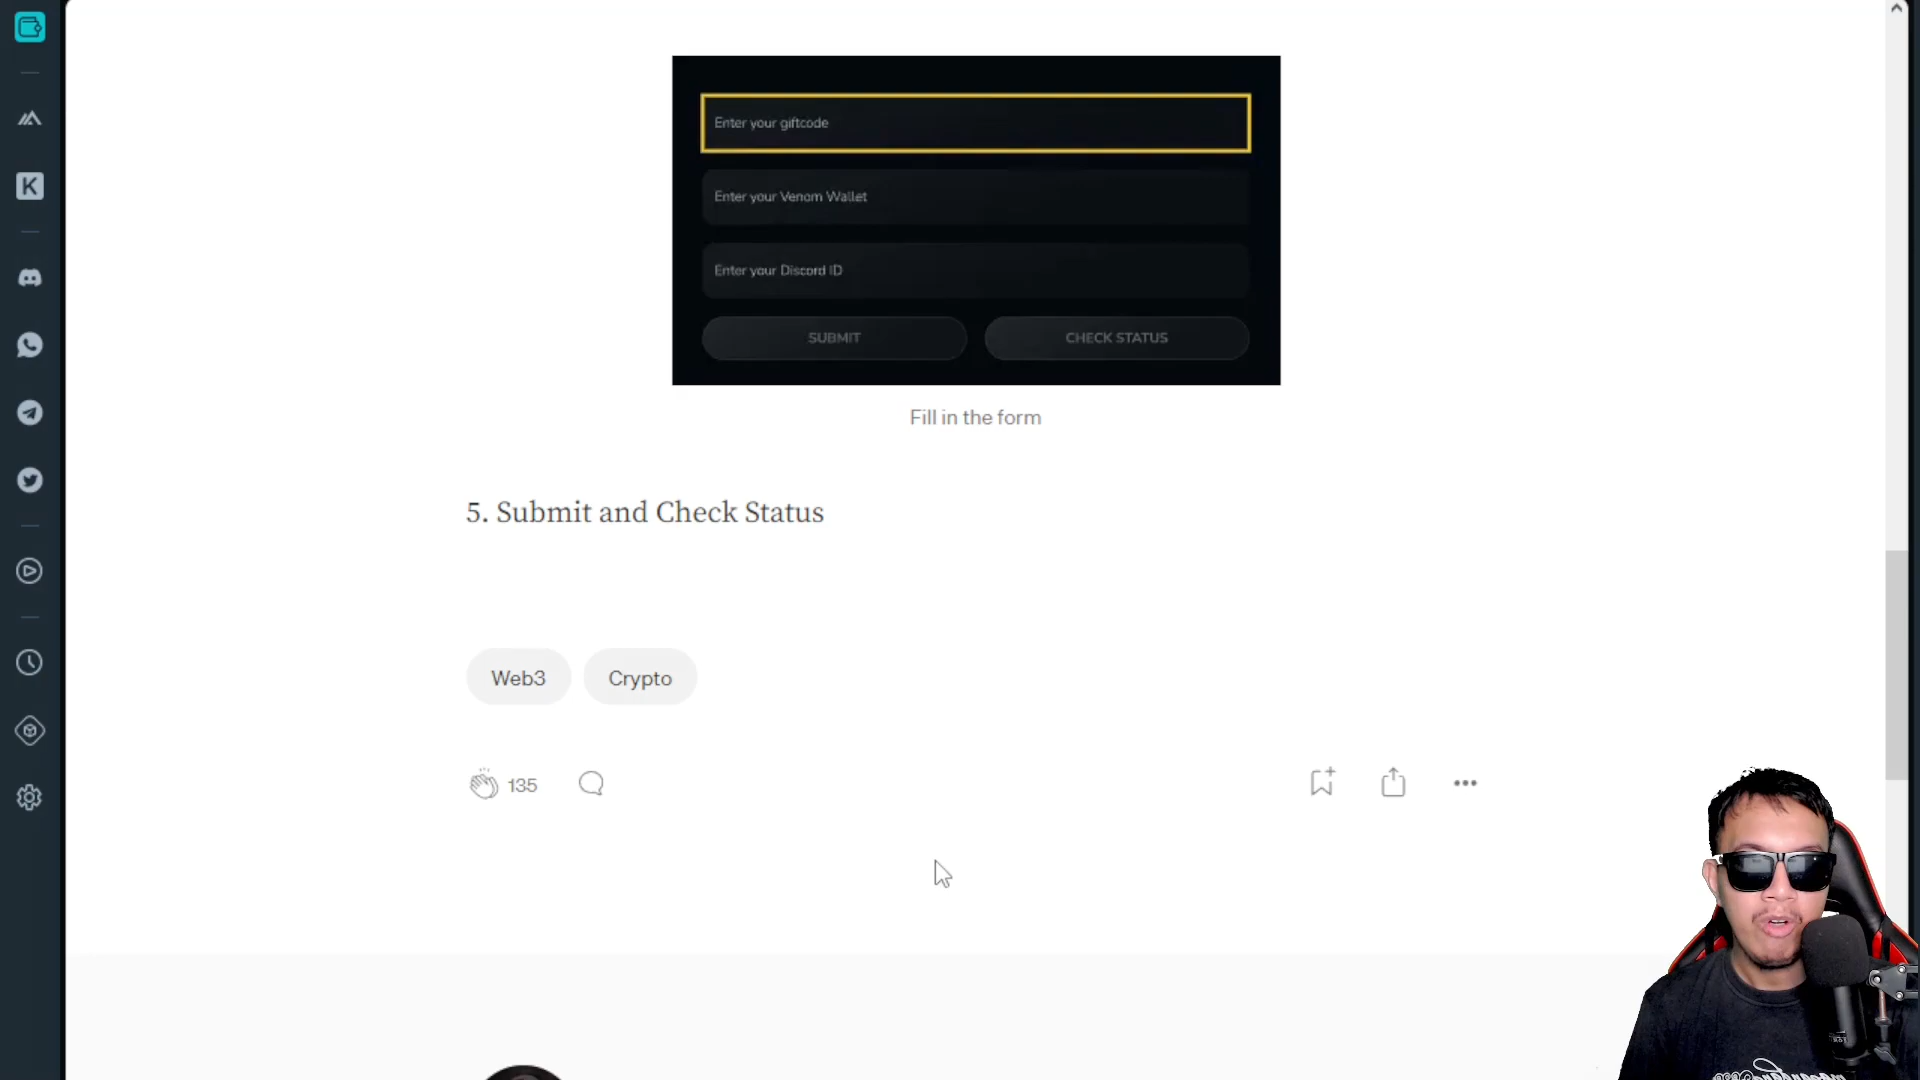 K
Enter your giftcode
Enter your Venom Wallet
Enter your Discord ID
SUBMIT
CHECK STATUS
Fill in the form
5. Submit and Check Status
Web3
Crypto
135